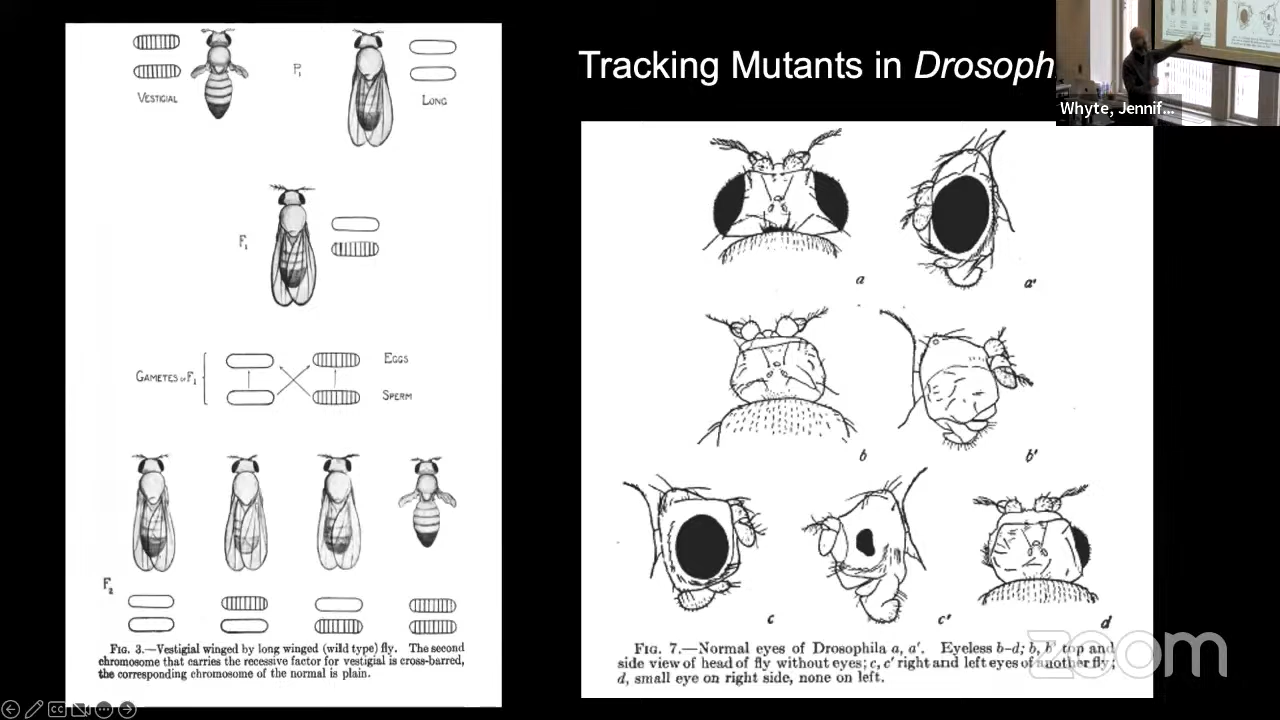 Tracking Mutants in Drosoph
Whyte, Jennif...
VESTIGIAL
P1
LONG
F1
GAMETES OF F1
EGGS
SPERM
F2
FIG. 3.—Vestigial winged by long winged (wild type) fly. The second
chromosome that carries the recessive factor for vestigial is cross-barred,
the corresponding chromosome of the normal is plain.
a
a'
b
b'
c
c'
d
FIG. 7.—Normal eyes of Drosophila a, a'. Eyeless b-d; b, b' top and
side view of head of fly without eyes; c, c' right and left eyes of another fly;
d, small eye on right side, none on left.
zoom
CC